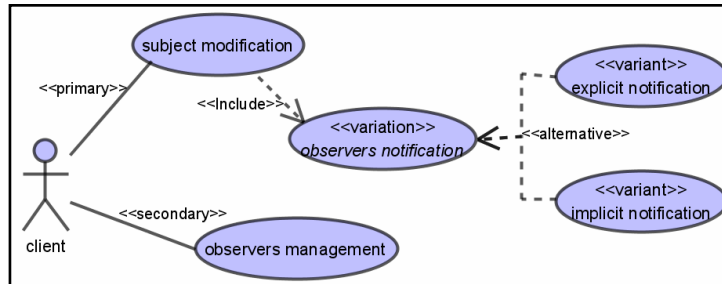 subject modification
<<primary>>
<<Include>>
<<variation>>
observers notification
<<variant>>
explicit notification
<<alternative>>
<<variant>>
implicit notification
client
<<secondary>>
observers management